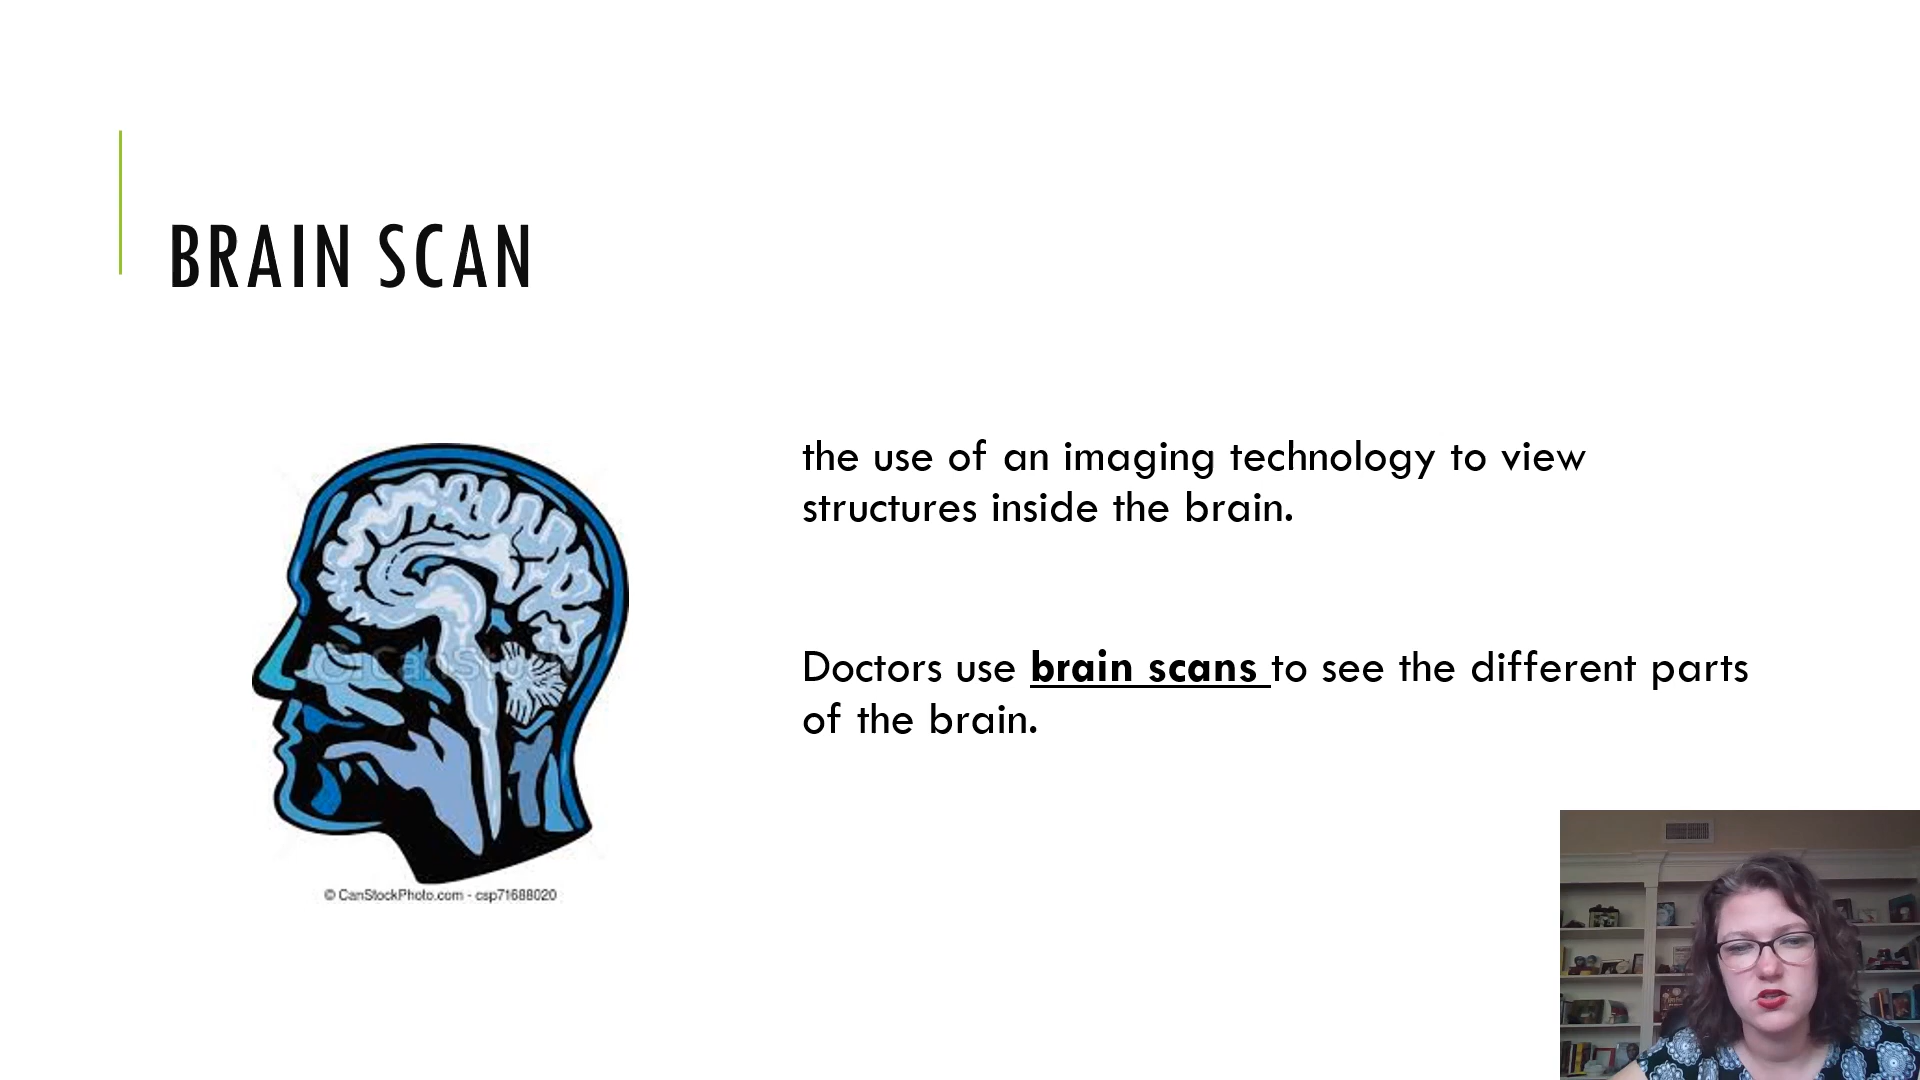 BRAIN SCAN
the use of an imaging technology to view
structures inside the brain.
Doctors use brain scans to see the different parts
of the brain.
© CanStockPhoto.com - csp71688020